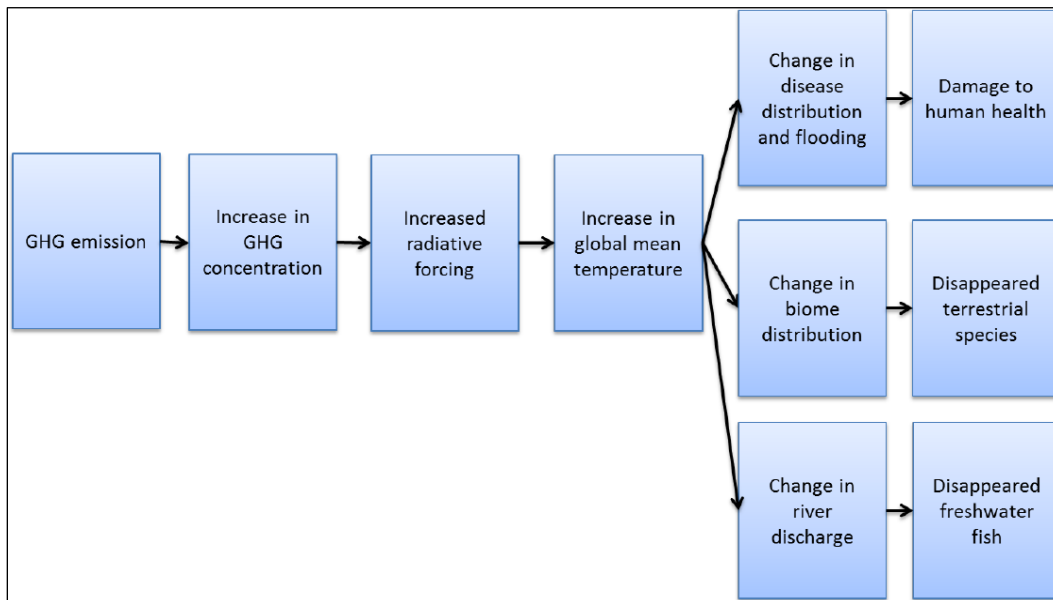 GHG emission
Increase in
GHG
concentration
Increased
radiative
forcing
Increase in
global mean
temperature
Change in
disease
distribution
and flooding
Damage to
human health
Change in
biome
distribution
Disappeared
terrestrial
species
Change in
river
discharge
Disappeared
freshwater
fish